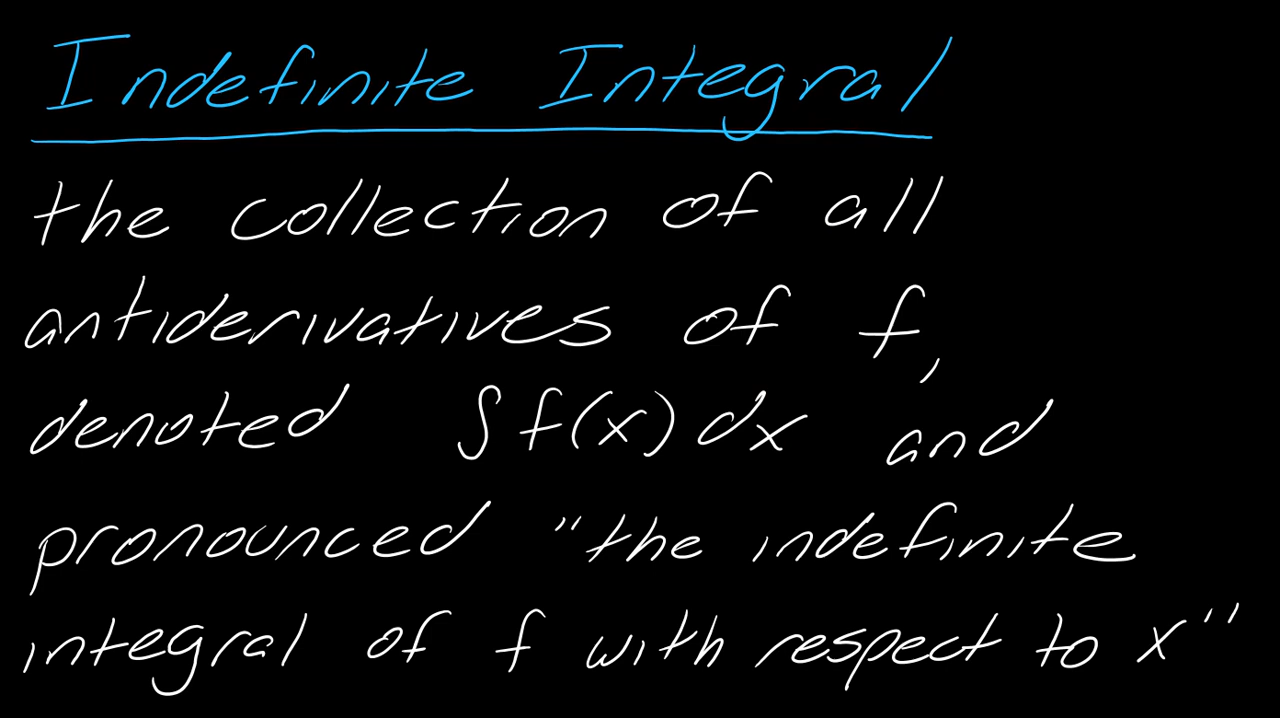 Indefinite Integral
the collection of all
antiderivatives of f,
denoted ∫f(x)dx and
pronounced "the indefinite
integral of f with respect to x"